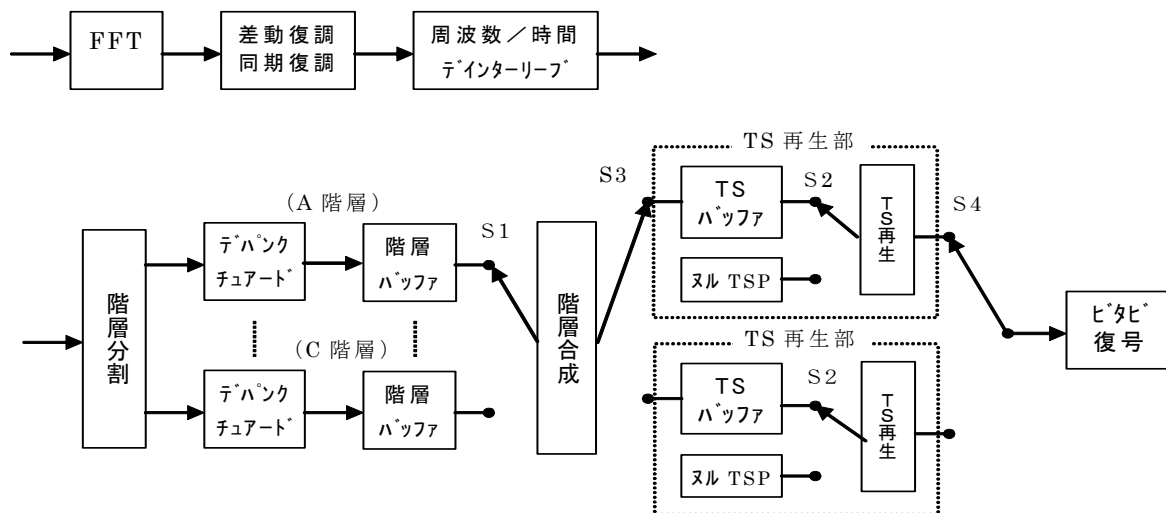 FFT
差動復調
同期復調
周波数／時間
ﾃﾞｲﾝﾀｰﾘｰﾌﾞ
TS 再生部
S3
TS
ﾊﾞｯﾌｧ
S2
TS再生
S4
ﾇﾙ TSP
(A 階層)
S1
階層分割
ﾃﾞﾊﾟﾝｸ
ﾁｭｱｰﾄﾞ
階層
ﾊﾞｯﾌｧ
階層合成
(C 階層)
ﾃﾞﾊﾟﾝｸ
ﾁｭｱｰﾄﾞ
階層
ﾊﾞｯﾌｧ
TS 再生部
TS
ﾊﾞｯﾌｧ
S2
TS再生
ﾇﾙ TSP
ﾋﾞﾀﾋﾞ
復号